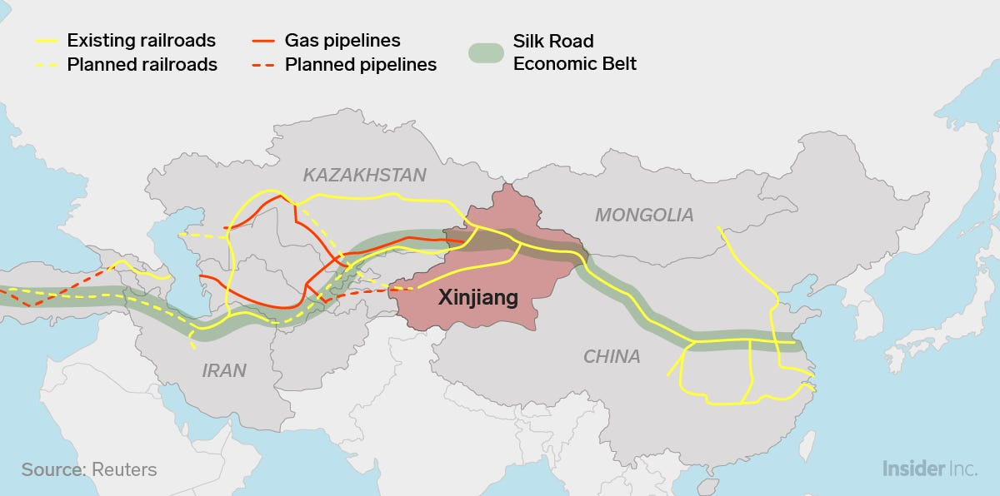 Existing railroads
Planned railroads
Gas pipelines
Planned pipelines
Silk Road
Economic Belt
KAZAKHSTAN
MONGOLIA
Xinjiang
CHINA
IRAN
Source: Reuters
Insider Inc.